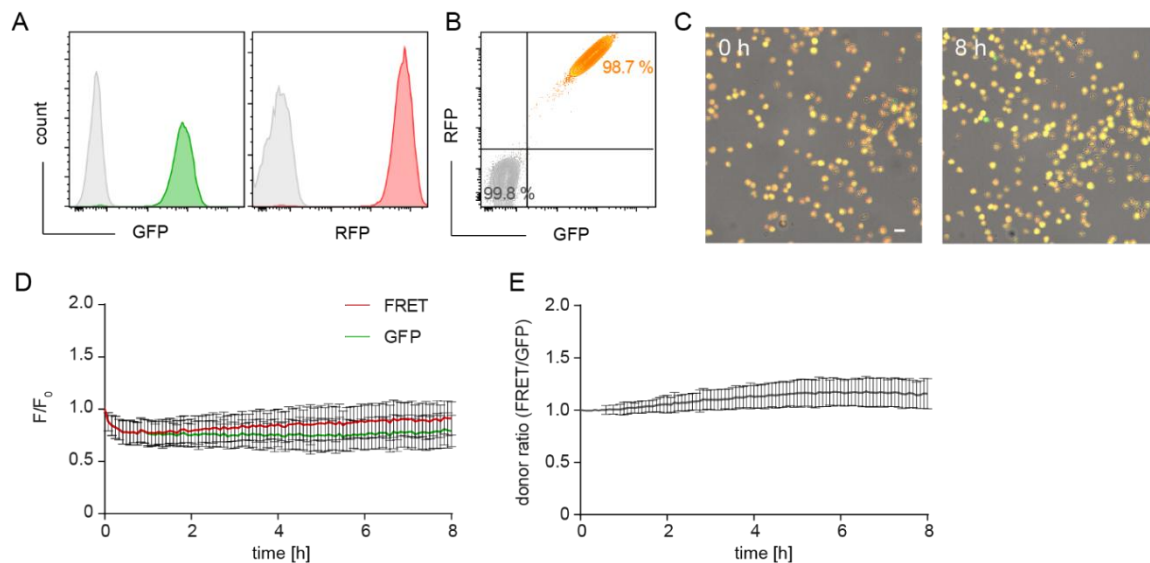 A
count
GFP
RFP
B
RFP
98.7 %
99.8 %
GFP
C
0 h
8 h
D
2.0
1.5
1.0
0.5
0
F/F0
FRET
GFP
0 2 4 6 8
time [h]
E
2.0
1.5
1.0
0.5
0
donor ratio (FRET/GFP)
0 2 4 6 8
time [h]